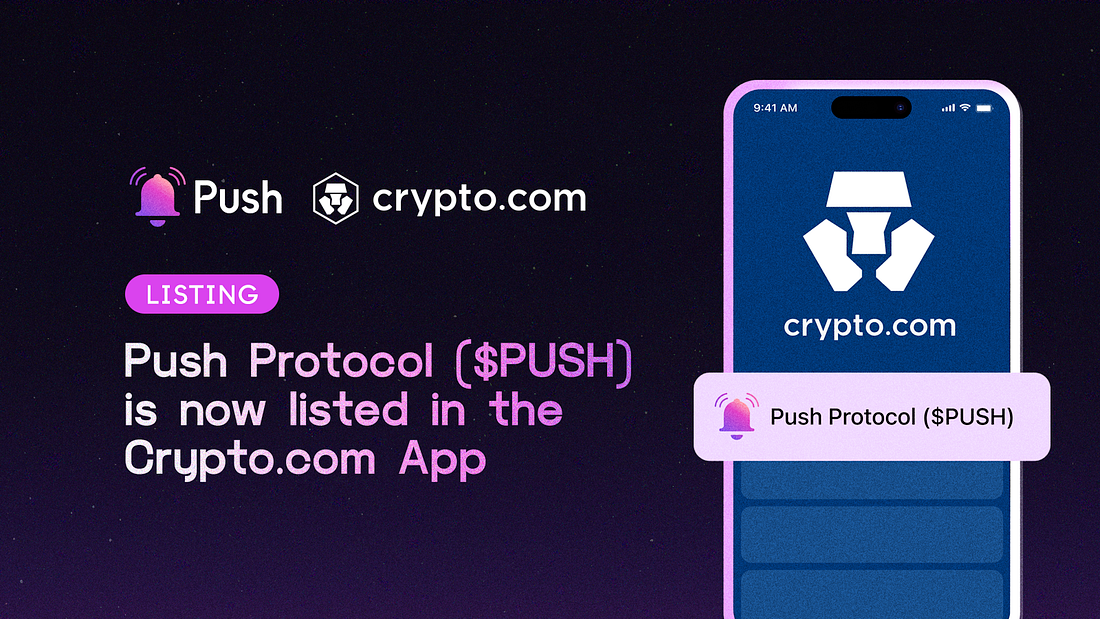 Push crypto.com
LISTING
Push Protocol ($PUSH)
is now listed in the
Crypto.com App
9:41 AM
crypto.com
Push Protocol ($PUSH)